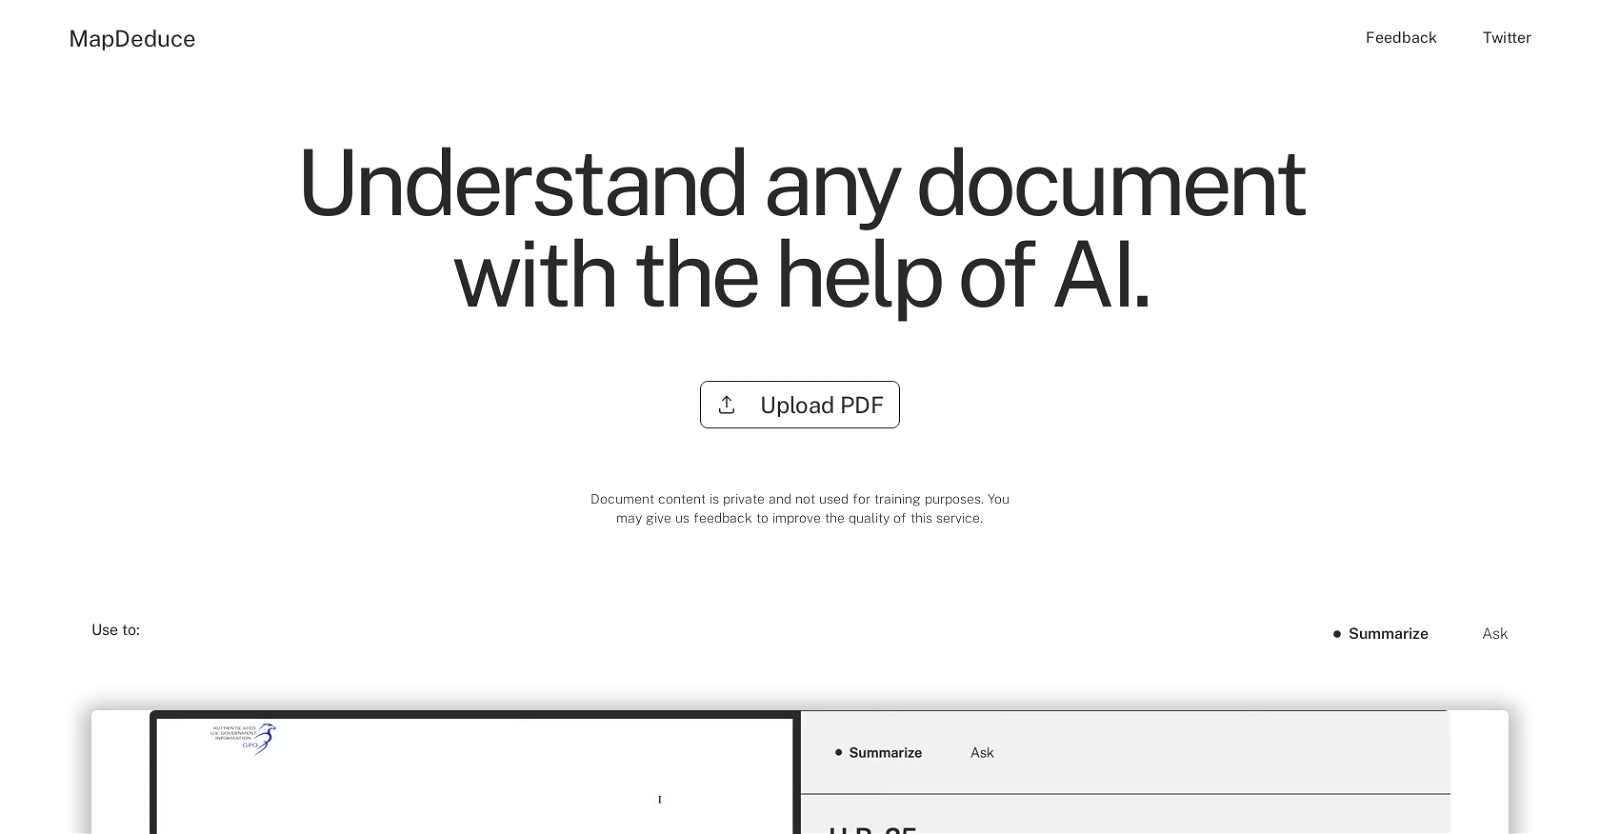 MapDeduce
Feedback
Twitter
Understand any document
with the help of AI.
Upload PDF
Document content is private and not used for training purposes. You
may give us feedback to improve the quality of this service.
Use to:
Summarize
Ask
AUTHENTICATED
U.S. GOVERNMENT
INFORMATION
GPO
Summarize
Ask